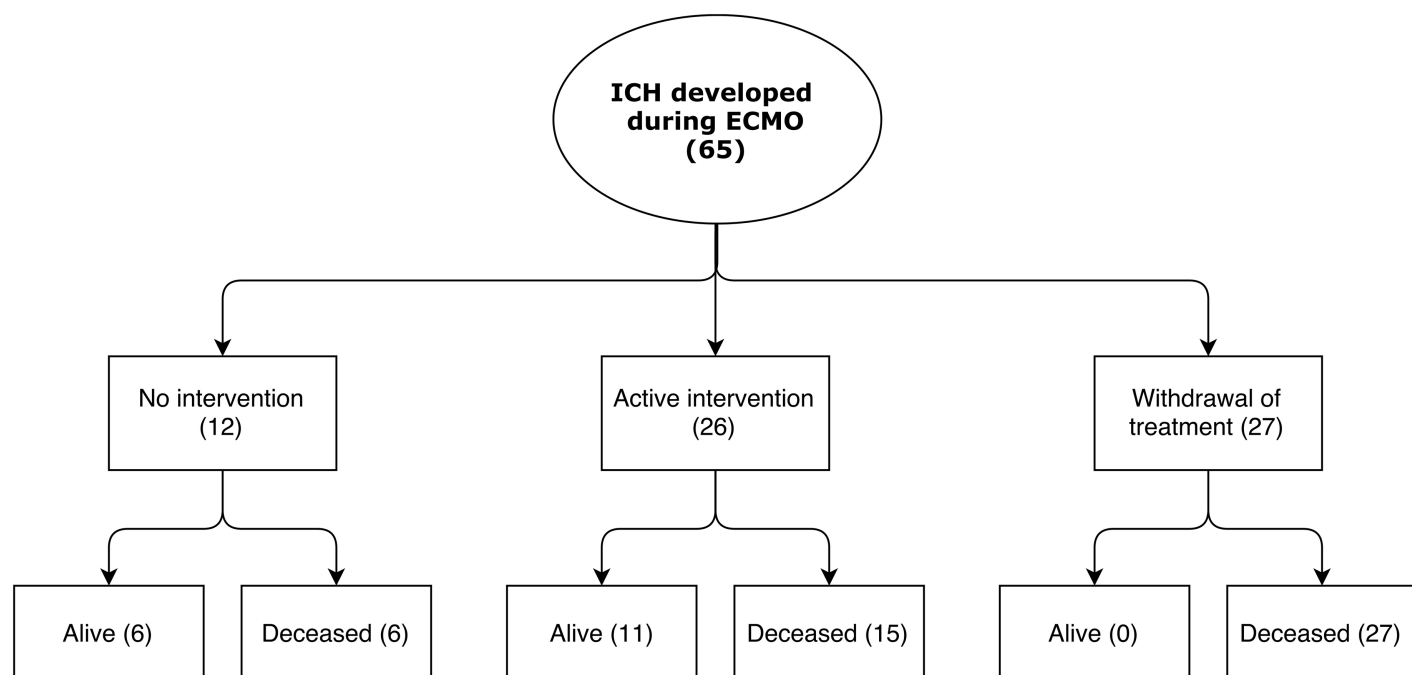 ICH developed
during ECMO
(65)
No intervention
(12)
Active intervention
(26)
Withdrawal of
treatment (27)
Alive (6)
Deceased (6)
Alive (11)
Deceased (15)
Alive (0)
Deceased (27)